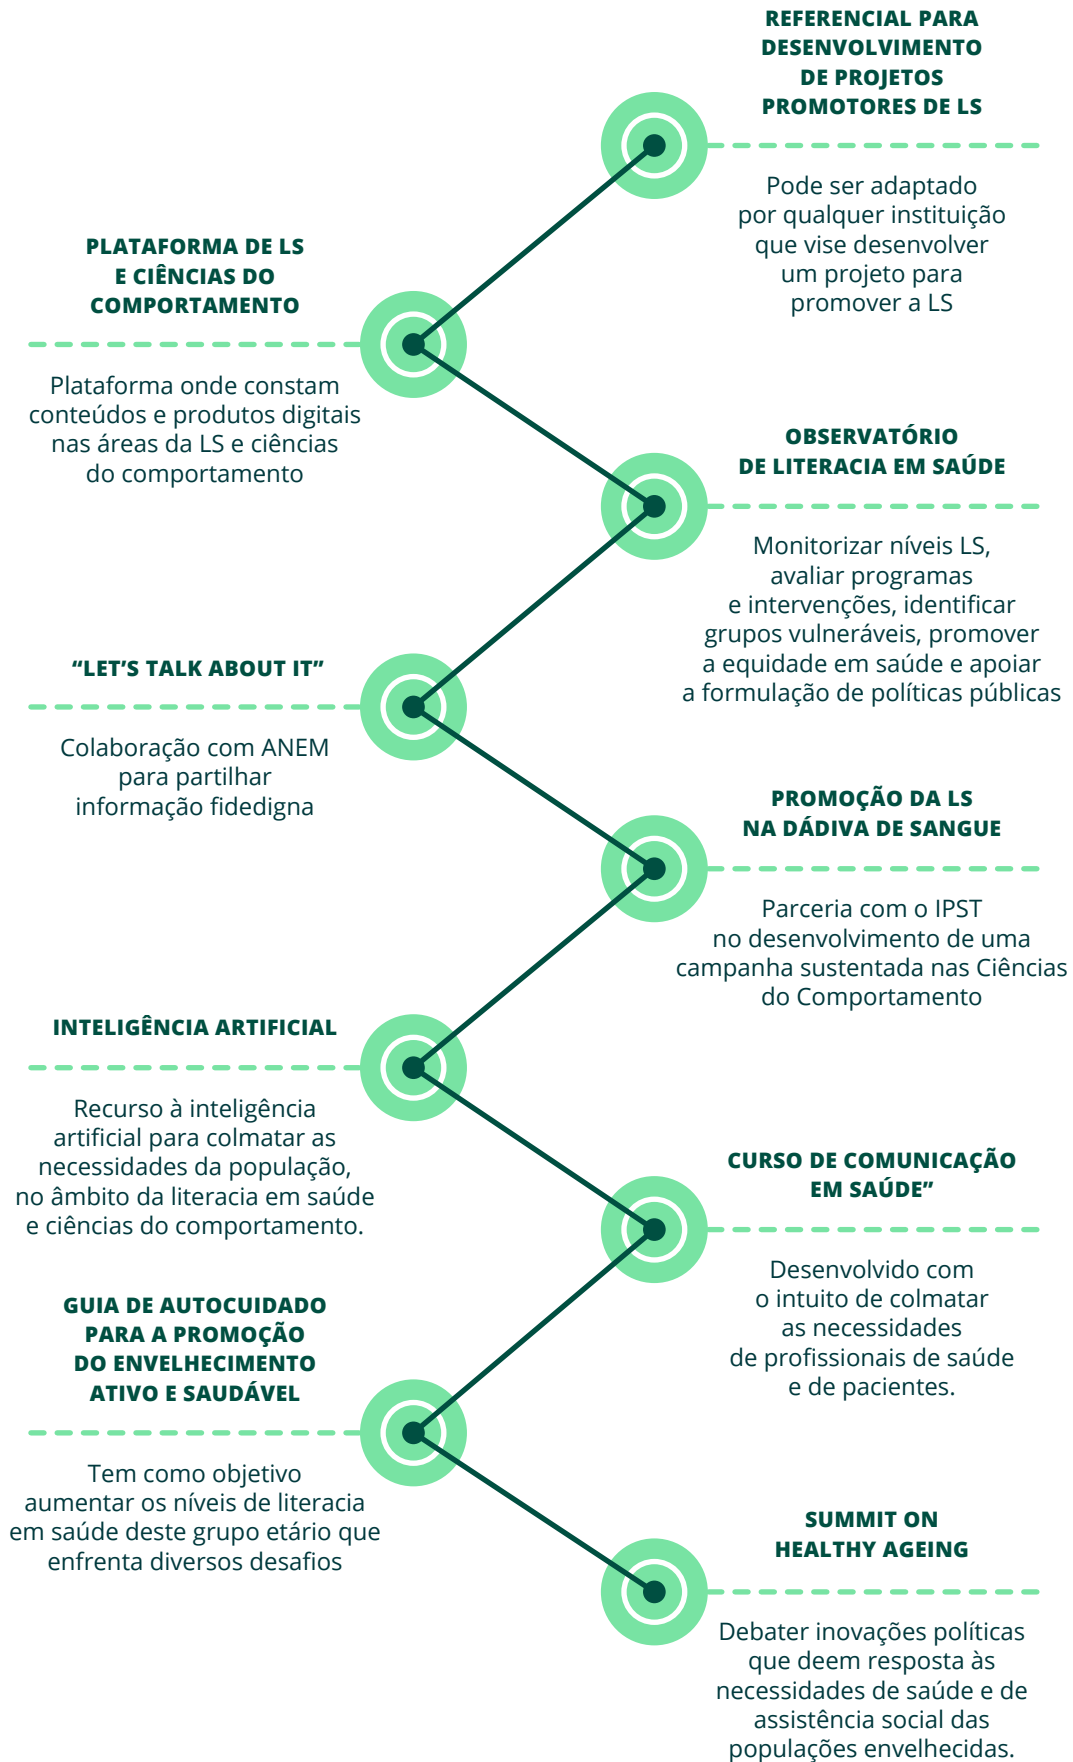 REFERENCIAL PARA
DESENVOLVIMENTO
DE PROJETOS
PROMOTORES DE LS
Pode ser adaptado
por qualquer instituição
que vise desenvolver
um projeto para
promover a LS
PLATAFORMA DE LS
E CIÊNCIAS DO
COMPORTAMENTO
Plataforma onde constam
conteúdos e produtos digitais
nas áreas da LS e ciências
do comportamento
OBSERVATÓRIO
DE LITERACIA EM SAÚDE
Monitorizar níveis LS,
avaliar programas
e intervenções, identificar
grupos vulneráveis, promover
a equidade em saúde e apoiar
a formulação de políticas públicas
“LET’S TALK ABOUT IT”
Colaboração com ANEM
para partilhar
informação fidedigna
PROMOÇÃO DA LS
NA DÁDIVA DE SANGUE
Parceria com o IPST
no desenvolvimento de uma
campanha sustentada nas Ciências
do Comportamento
INTELIGÊNCIA ARTIFICIAL
Recurso à inteligência
artificial para colmatar as
necessidades da população,
no âmbito da literacia em saúde
e ciências do comportamento.
CURSO DE COMUNICAÇÃO
EM SAÚDE”
Desenvolvido com
o intuito de colmatar
as necessidades
de profissionais de saúde
e de pacientes.
GUIA DE AUTOCUIDADO
PARA A PROMOÇÃO
DO ENVELHECIMENTO
ATIVO E SAUDÁVEL
Tem como objetivo
aumentar os níveis de literacia
em saúde deste grupo etário que
enfrenta diversos desafios
SUMMIT ON
HEALTHY AGEING
Debater inovações políticas
que deem resposta às
necessidades de saúde e de
assistência social das
populações envelhecidas.